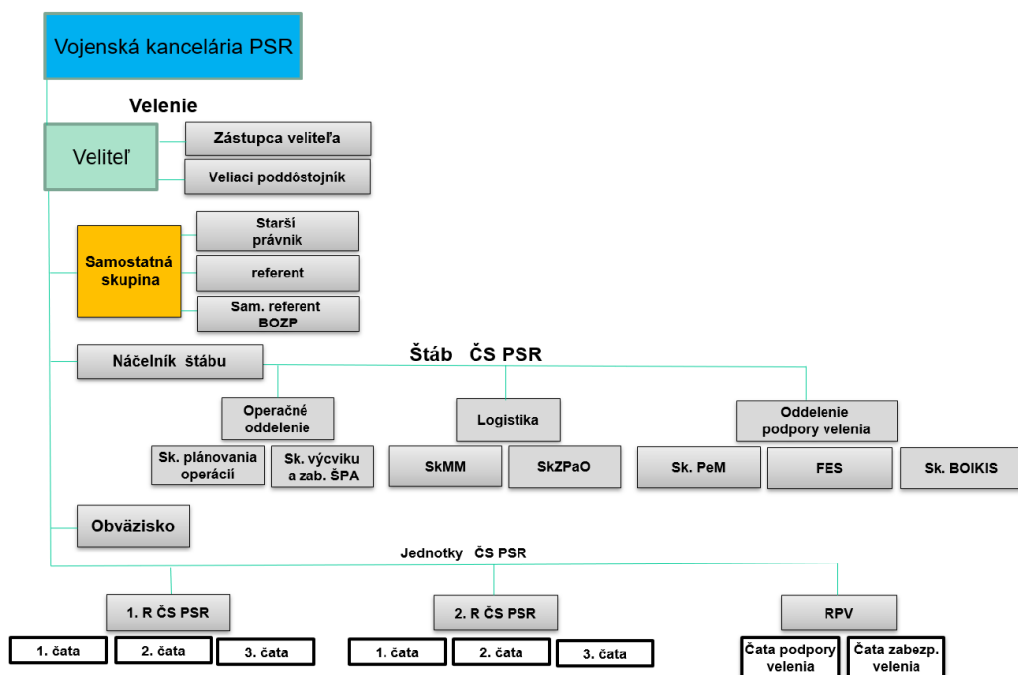 Vojenská kancelária PSR
Velenie
Veliteľ
Zástupca veliteľa
Veliaci poddôstojník
Samostatná
skupina
Starší
právnik
referent
Sam. referent
BOZP
Náčelník štábu
Štáb ČS PSR
Operačné
oddelenie
Logistika
Oddelenie
podpory velenia
Sk. plánovania
operácií
Sk. výcviku
a zab. ŠPA
SkMM
SkZPaO
Sk. PeM
FES
Sk. BOIKIS
Obväzisko
Jednotky ČS PSR
1. R ČS PSR
2. R ČS PSR
RPV
1. čata
2. čata
3. čata
1. čata
2. čata
3. čata
Čata podpory
velenia
Čata zabezp.
velenia